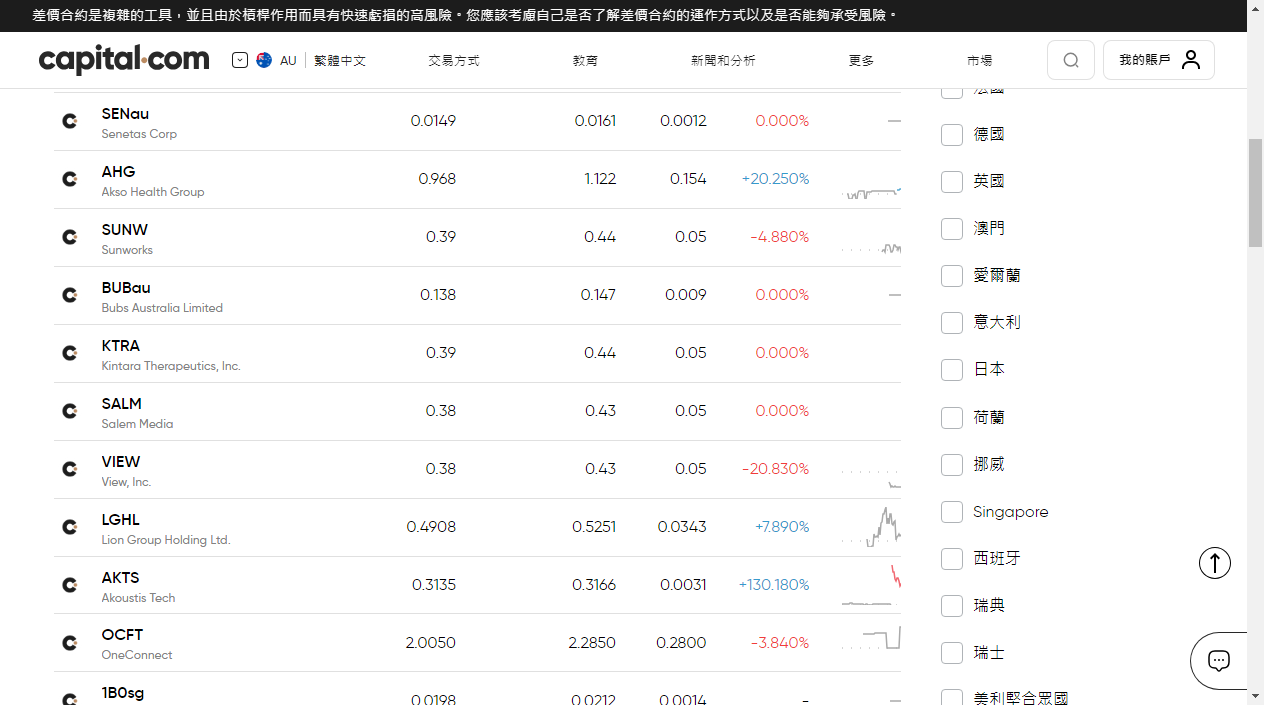 差價合約是複雜的工具，並且由於槓桿作用而具有快速虧損的高風險。您應該考慮自己是否了解差價合約的運作方式以及是否能夠承受風險。
capital.com AU 繁體中文 交易方式 教育 新聞和分析 更多 市場 我的賬戶
法國
SENau 0.0149 0.0161 0.0012 0.000%
Senetas Corp
德國
AHG 0.968 1.122 0.154 +20.250%
Akso Health Group
英國
SUNW 0.39 0.44 0.05 -4.880%
Sunworks
澳門
BUBau 0.138 0.147 0.009 0.000%
Bubs Australia Limited
愛爾蘭
意大利
KTRA 0.39 0.44 0.05 0.000%
Kintara Therapeutics, Inc.
日本
SALM 0.38 0.43 0.05 0.000%
Salem Media
荷蘭
VIEW 0.38 0.43 0.05 -20.830%
View, Inc.
挪威
LGHL 0.4908 0.5251 0.0343 +7.890%
Lion Group Holding Ltd.
Singapore
西班牙
AKTS 0.3135 0.3166 0.0031 +130.180%
Akoustis Tech
瑞典
OCFT 2.0050 2.2850 0.2800 -3.840%
OneConnect
瑞士
1B0sg 0.0198 0.0212 0.0014 -
美利堅合眾國